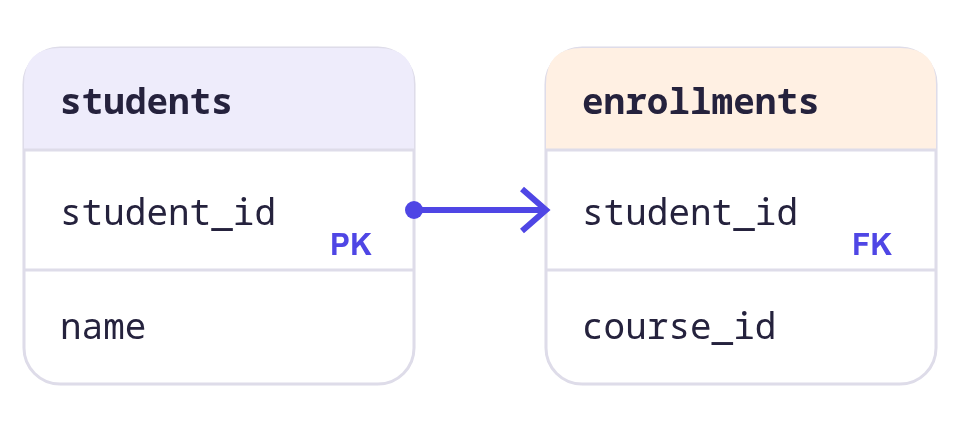 students
student_id
PK
name
enrollments
student_id
FK
course_id